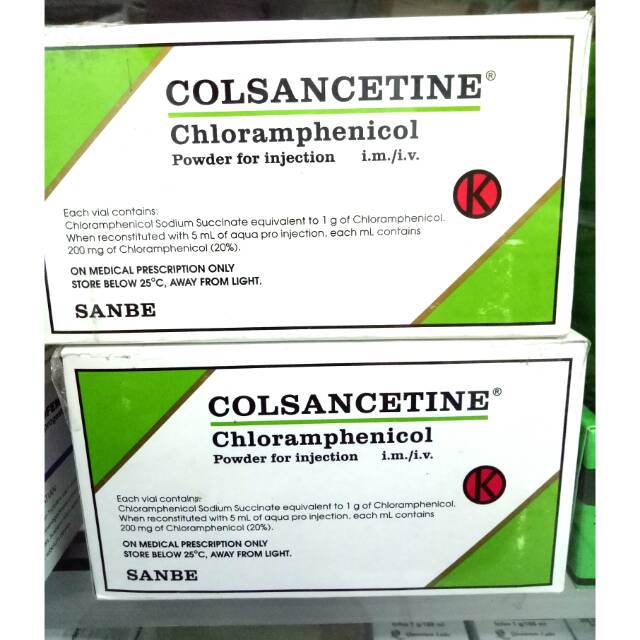 COLSANCETINE®
Chloramphenicol
Powder for injection i.m./i.v.
K
Each vial contains:
Chloramphenicol Sodium Succinate equivalent to 1 g of Chloramphenicol.
When reconstituted with 5 mL of aqua pro injection, each mL contains
200 mg of Chloramphenicol (20%).
ON MEDICAL PRESCRIPTION ONLY
STORE BELOW 25°C, AWAY FROM LIGHT.
SANBE
COLSANCETINE®
Chloramphenicol
Powder for injection i.m./i.v.
K
Each vial contains:
Chloramphenicol Sodium Succinate equivalent to 1 g of Chloramphenicol.
When reconstituted with 5 mL of aqua pro injection, each mL contains
200 mg of Chloramphenicol (20%).
ON MEDICAL PRESCRIPTION ONLY
STORE BELOW 25°C, AWAY FROM LIGHT.
SANBE